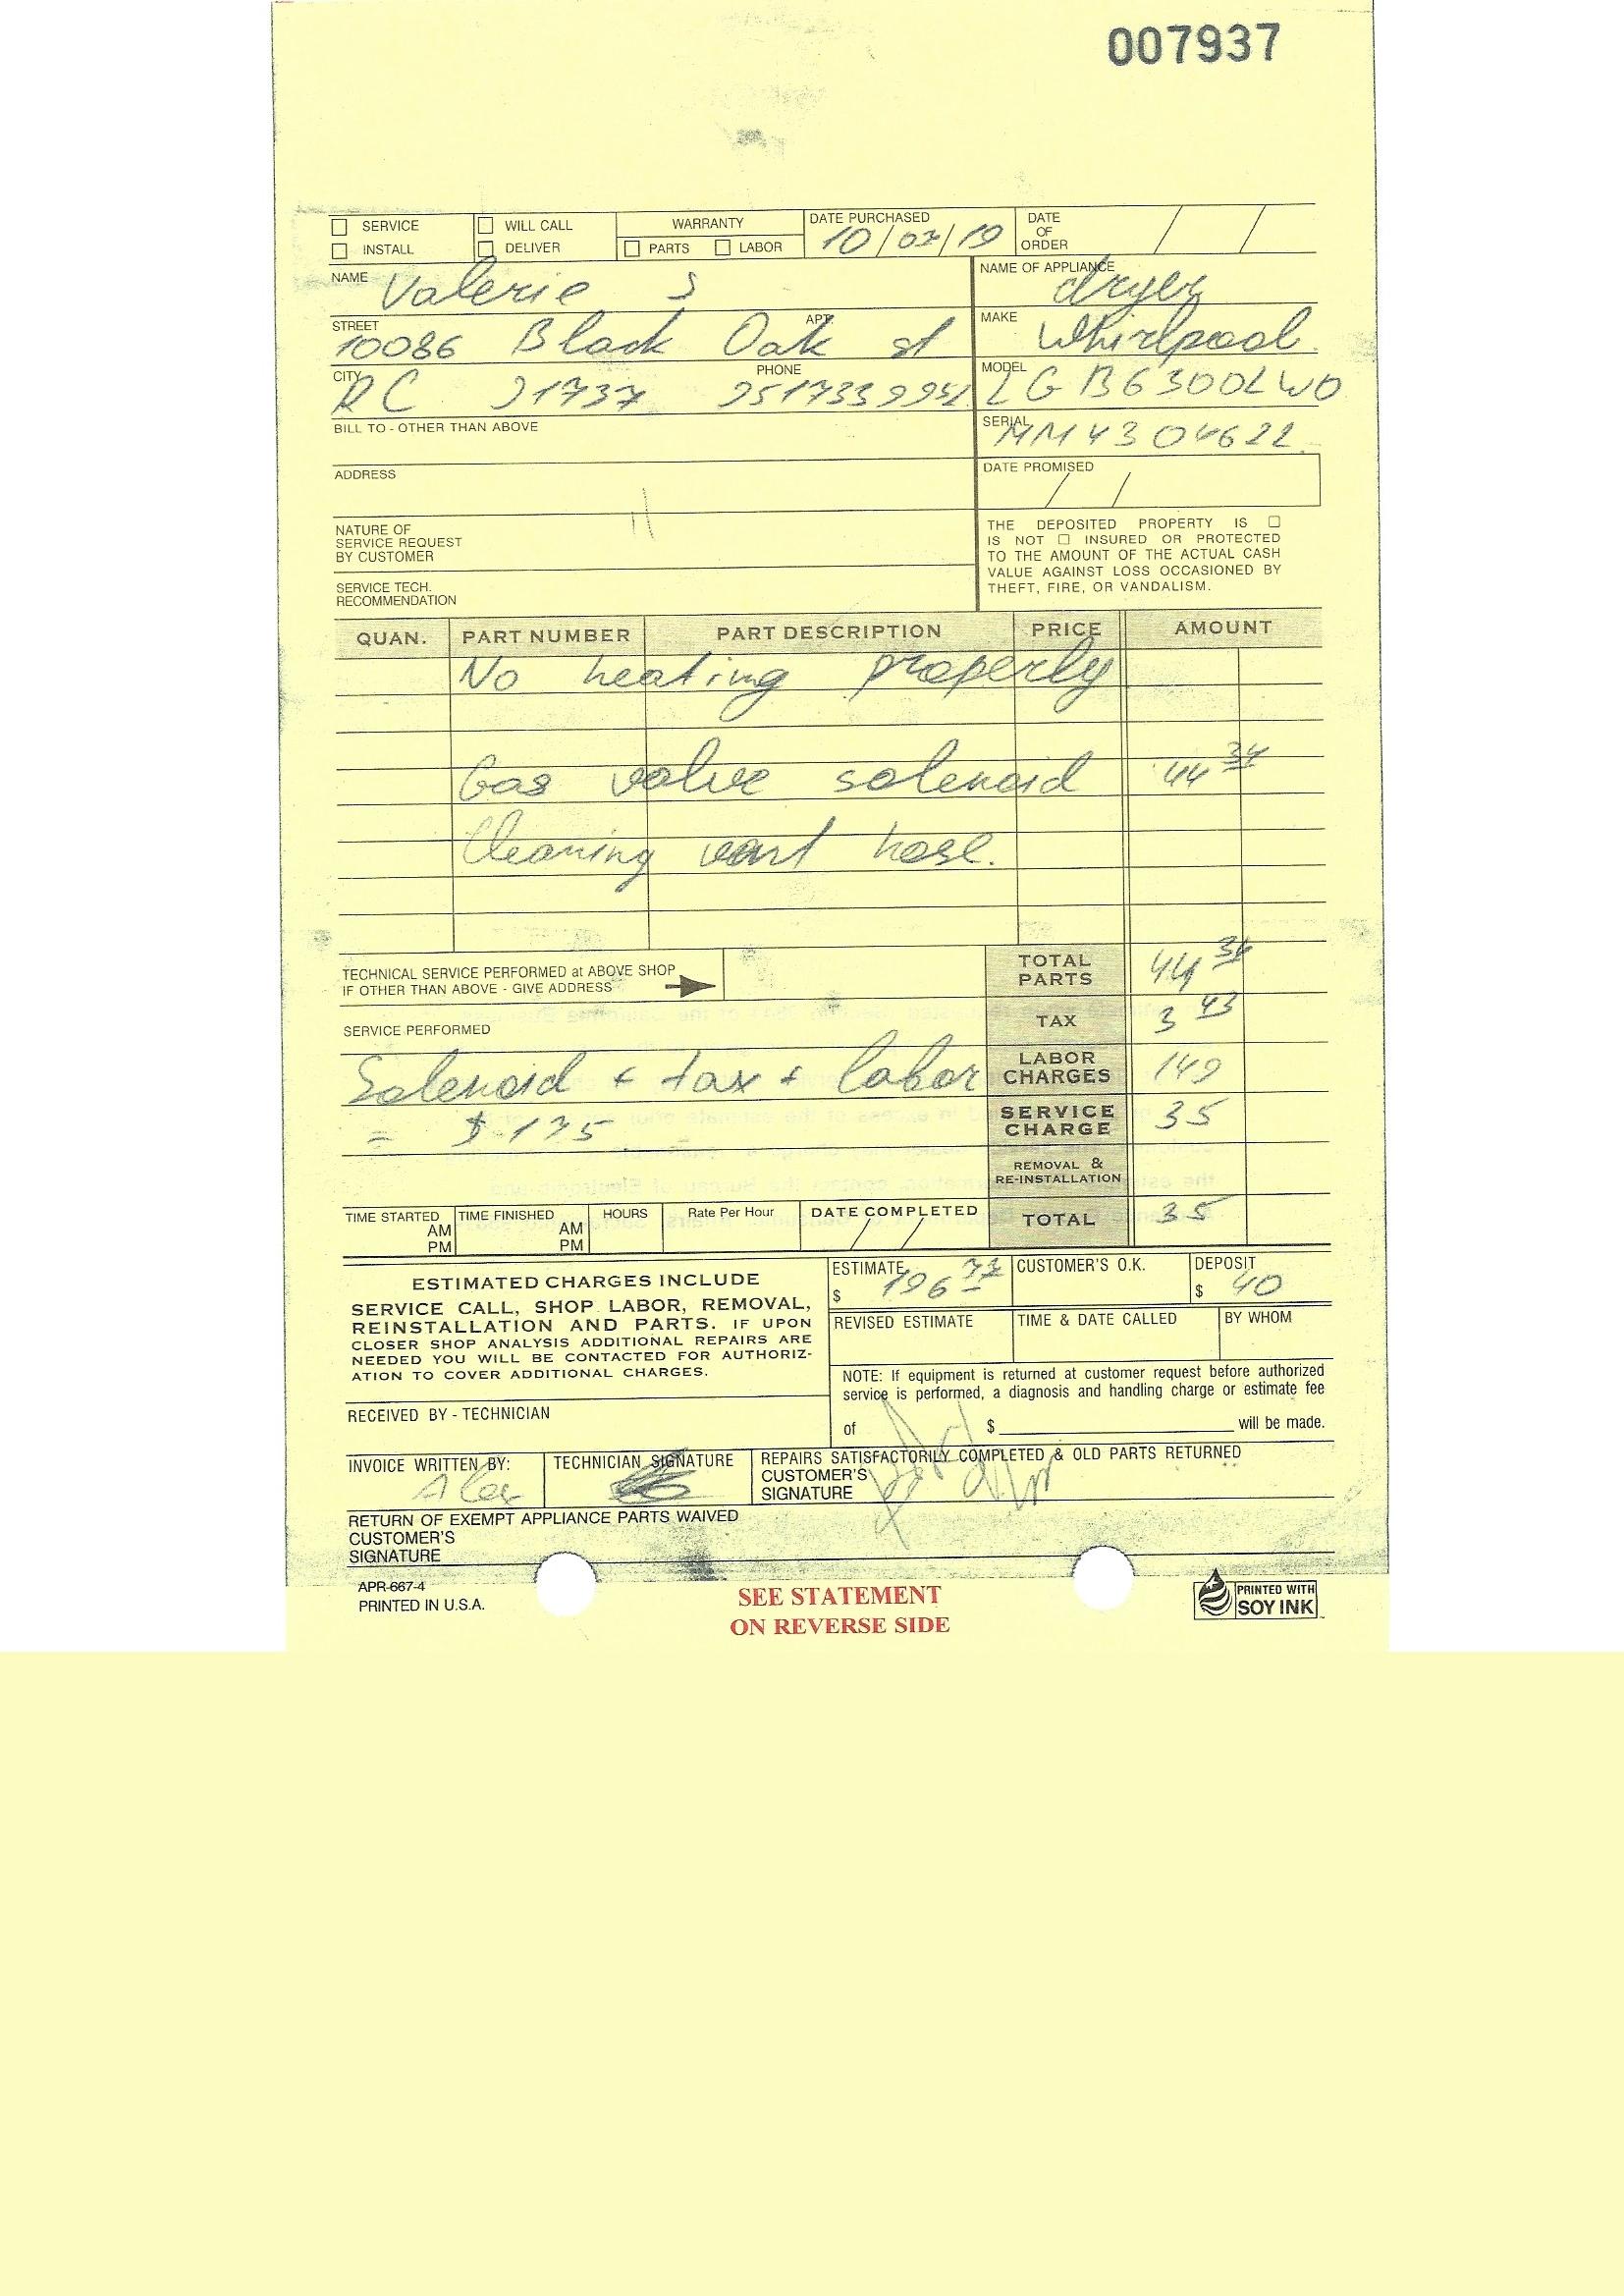 007937
SERVICE WILL CALL WARRANTY DATE PURCHASED DATE OF ORDER
INSTALL DELIVER PARTS LABOR 10/07/19
NAME Valerie S NAME OF APPLIANCE dryer
STREET 10086 Black Oak st APT MAKE Whirlpool
CITY RC 91737 PHONE MODEL LGB6300LW0
BILL TO - OTHER THAN ABOVE SERIAL MM4304622
ADDRESS DATE PROMISED / /
NATURE OF
SERVICE REQUEST
BY CUSTOMER
SERVICE TECH.
RECOMMENDATION
THE DEPOSITED PROPERTY IS
IS NOT INSURED OR PROTECTED
TO THE AMOUNT OF THE ACTUAL CASH
VALUE AGAINST LOSS OCCASIONED BY
THEFT, FIRE, OR VANDALISM.
QUAN. PART NUMBER PART DESCRIPTION PRICE AMOUNT
No heating properly
Gas valve solenoid 44 34
Cleaning vent hose.
TECHNICAL SERVICE PERFORMED at ABOVE SHOP
IF OTHER THAN ABOVE - GIVE ADDRESS
TOTAL PARTS 44 34
TAX 3 43
SERVICE PERFORMED
Solenoid + tax + labor
= $
LABOR CHARGES 149
SERVICE CHARGE 35
REMOVAL & RE-INSTALLATION
TIME STARTED AM PM TIME FINISHED AM PM HOURS Rate Per Hour DATE COMPLETED / / TOTAL 35
ESTIMATED CHARGES INCLUDE
SERVICE CALL, SHOP LABOR, REMOVAL,
REINSTALLATION AND PARTS. IF UPON
CLOSER SHOP ANALYSIS ADDITIONAL REPAIRS ARE
NEEDED YOU WILL BE CONTACTED FOR AUTHORIZ-
ATION TO COVER ADDITIONAL CHARGES.
ESTIMATE $ 196 77 CUSTOMER'S O.K. DEPOSIT $ 40
REVISED ESTIMATE TIME & DATE CALLED BY WHOM
NOTE: If equipment is returned at customer request before authorized
service is performed, a diagnosis and handling charge or estimate fee
of $ will be made.
RECEIVED BY - TECHNICIAN
INVOICE WRITTEN BY: Alex TECHNICIAN SIGNATURE REPAIRS SATISFACTORILY COMPLETED & OLD PARTS RETURNED
CUSTOMER'S
SIGNATURE
RETURN OF EXEMPT APPLIANCE PARTS WAIVED
CUSTOMER'S
SIGNATURE
APR-667-4
PRINTED IN U.S.A.
SEE STATEMENT
ON REVERSE SIDE
PRINTED WITH
SOY INK